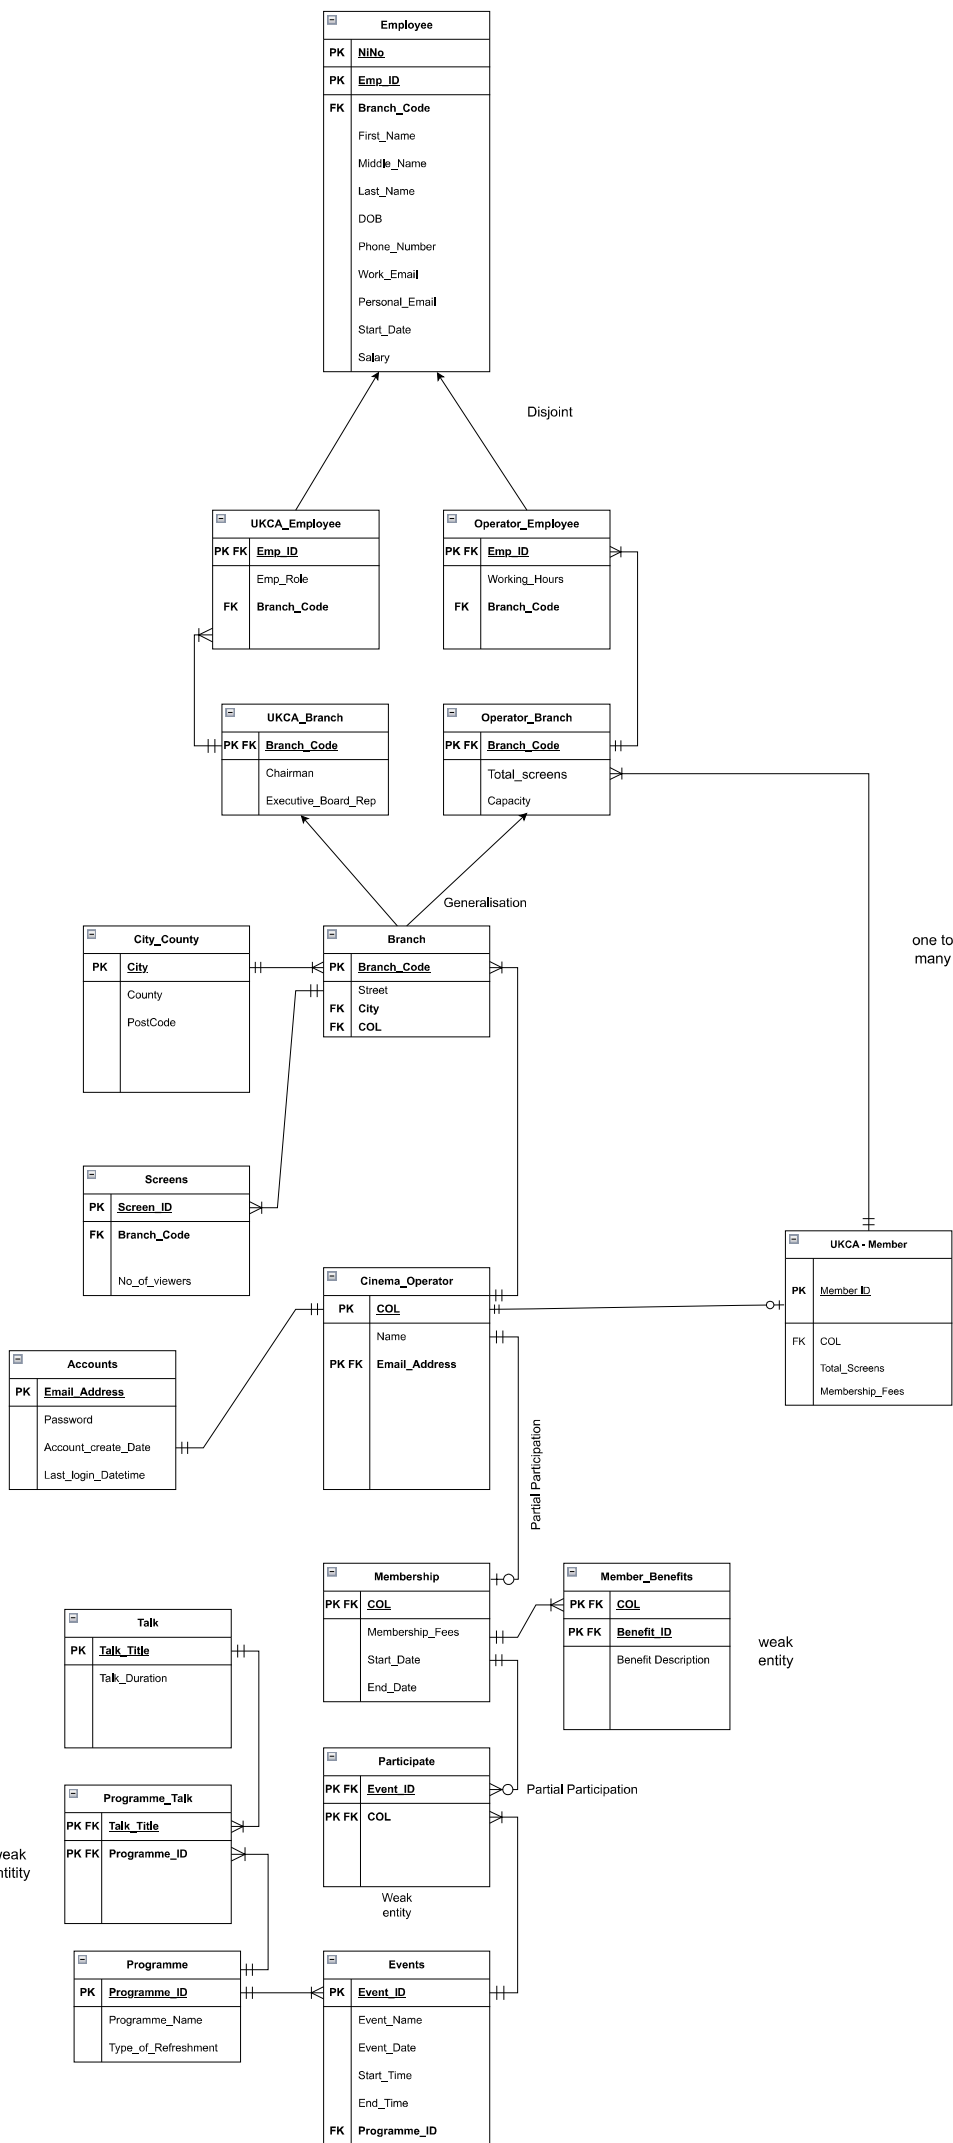 Employee
PK NiNo
PK Emp_ID
FK Branch_Code
First_Name
Middle_Name
Last_Name
DOB
Phone_Number
Work_Email
Personal_Email
Start_Date
Salary
Disjoint
UKCA_Employee
PK FK Emp_ID
Emp_Role
FK Branch_Code
Operator_Employee
PK FK Emp_ID
Working_Hours
FK Branch_Code
UKCA_Branch
PK FK Branch_Code
Chairman
Executive_Board_Rep
Operator_Branch
PK FK Branch_Code
Total_screens
Capacity
Generalisation
City_County
PK City
County
PostCode
Branch
PK Branch_Code
Street
FK City
FK COL
one to
many
Screens
PK Screen_ID
FK Branch_Code
No_of_viewers
Cinema_Operator
PK COL
Name
PK FK Email_Address
UKCA - Member
PK Member ID
FK COL
Total_Screens
Membership_Fees
Accounts
PK Email_Address
Password
Account_create_Date
Last_login_Datetime
Partial Participation
Membership
PK FK COL
Membership_Fees
Start_Date
End_Date
Member_Benefits
PK FK COL
PK FK Benefit_ID
Benefit Description
weak
entity
Talk
PK Talk_Title
Talk_Duration
Participate
PK FK Event_ID
PK FK COL
Partial Participation
Weak
entity
Programme_Talk
PK FK Talk_Title
PK FK Programme_ID
eak
ntitity
Programme
PK Programme_ID
Programme_Name
Type_of_Refreshment
Events
PK Event_ID
Event_Name
Event_Date
Start_Time
End_Time
FK Programme_ID